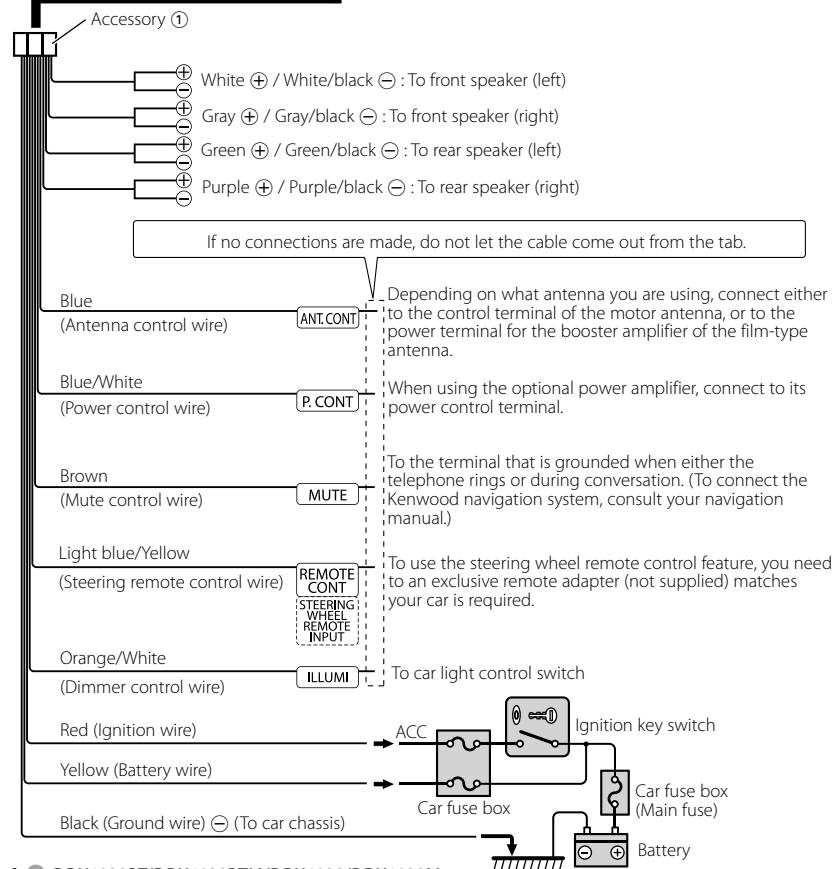 Accessory ①
⊕
⊖
White ⊕ / White/black ⊖ : To front speaker (left)
⊕
⊖
Gray ⊕ / Gray/black ⊖ : To front speaker (right)
⊕
⊖
Green ⊕ / Green/black ⊖ : To rear speaker (left)
⊕
⊖
Purple ⊕ / Purple/black ⊖ : To rear speaker (right)
If no connections are made, do not let the cable come out from the tab.
Blue
(Antenna control wire)
ANT. CONT
Depending on what antenna you are using, connect either
to the control terminal of the motor antenna, or to the
power terminal for the booster amplifier of the film-type
antenna.
Blue/White
(Power control wire)
P. CONT
When using the optional power amplifier, connect to its
power control terminal.
Brown
(Mute control wire)
MUTE
To the terminal that is grounded when either the
telephone rings or during conversation. (To connect the
Kenwood navigation system, consult your navigation
manual.)
Light blue/Yellow
(Steering remote control wire)
REMOTE
CONT
STEERING
WHEEL
REMOTE
INPUT
To use the steering wheel remote control feature, you need
to an exclusive remote adapter (not supplied) matches
your car is required.
Orange/White
(Dimmer control wire)
ILLUMI
To car light control switch
Red (Ignition wire)
ACC
Ignition key switch
Yellow (Battery wire)
Car fuse box
Car fuse box
(Main fuse)
Black (Ground wire) ⊖ (To car chassis)
⊖ ⊕
Battery